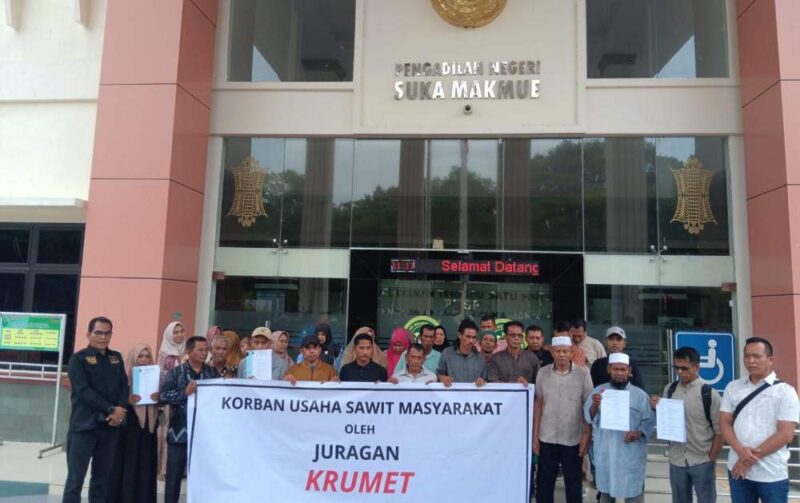 PENGADILAN NEGERI
SUKA MAKMUE
Selamat Datang
KORBAN USAHA SAWIT MASYARAKAT
OLEH
JURAGAN
KRUMET